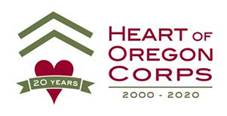 20 YEARS
HEART OF
OREGON
CORPS
2000 - 2020